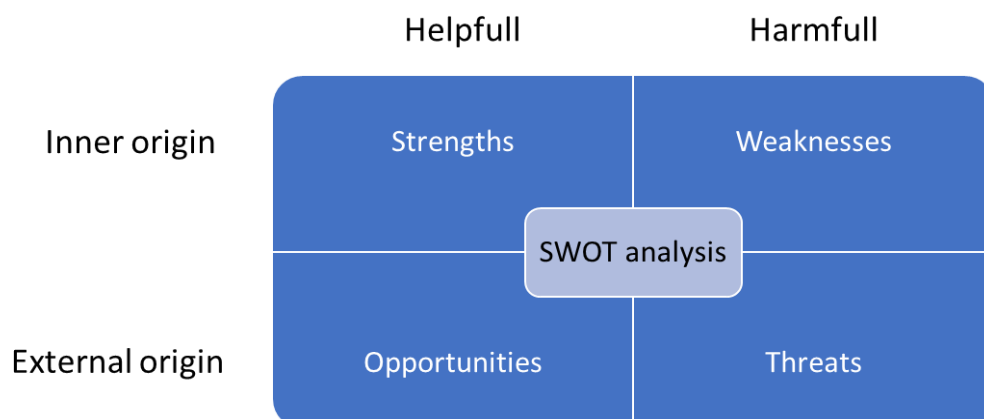 Helpfull
Harmfull
Inner origin
Strengths
Weaknesses
SWOT analysis
External origin
Opportunities
Threats